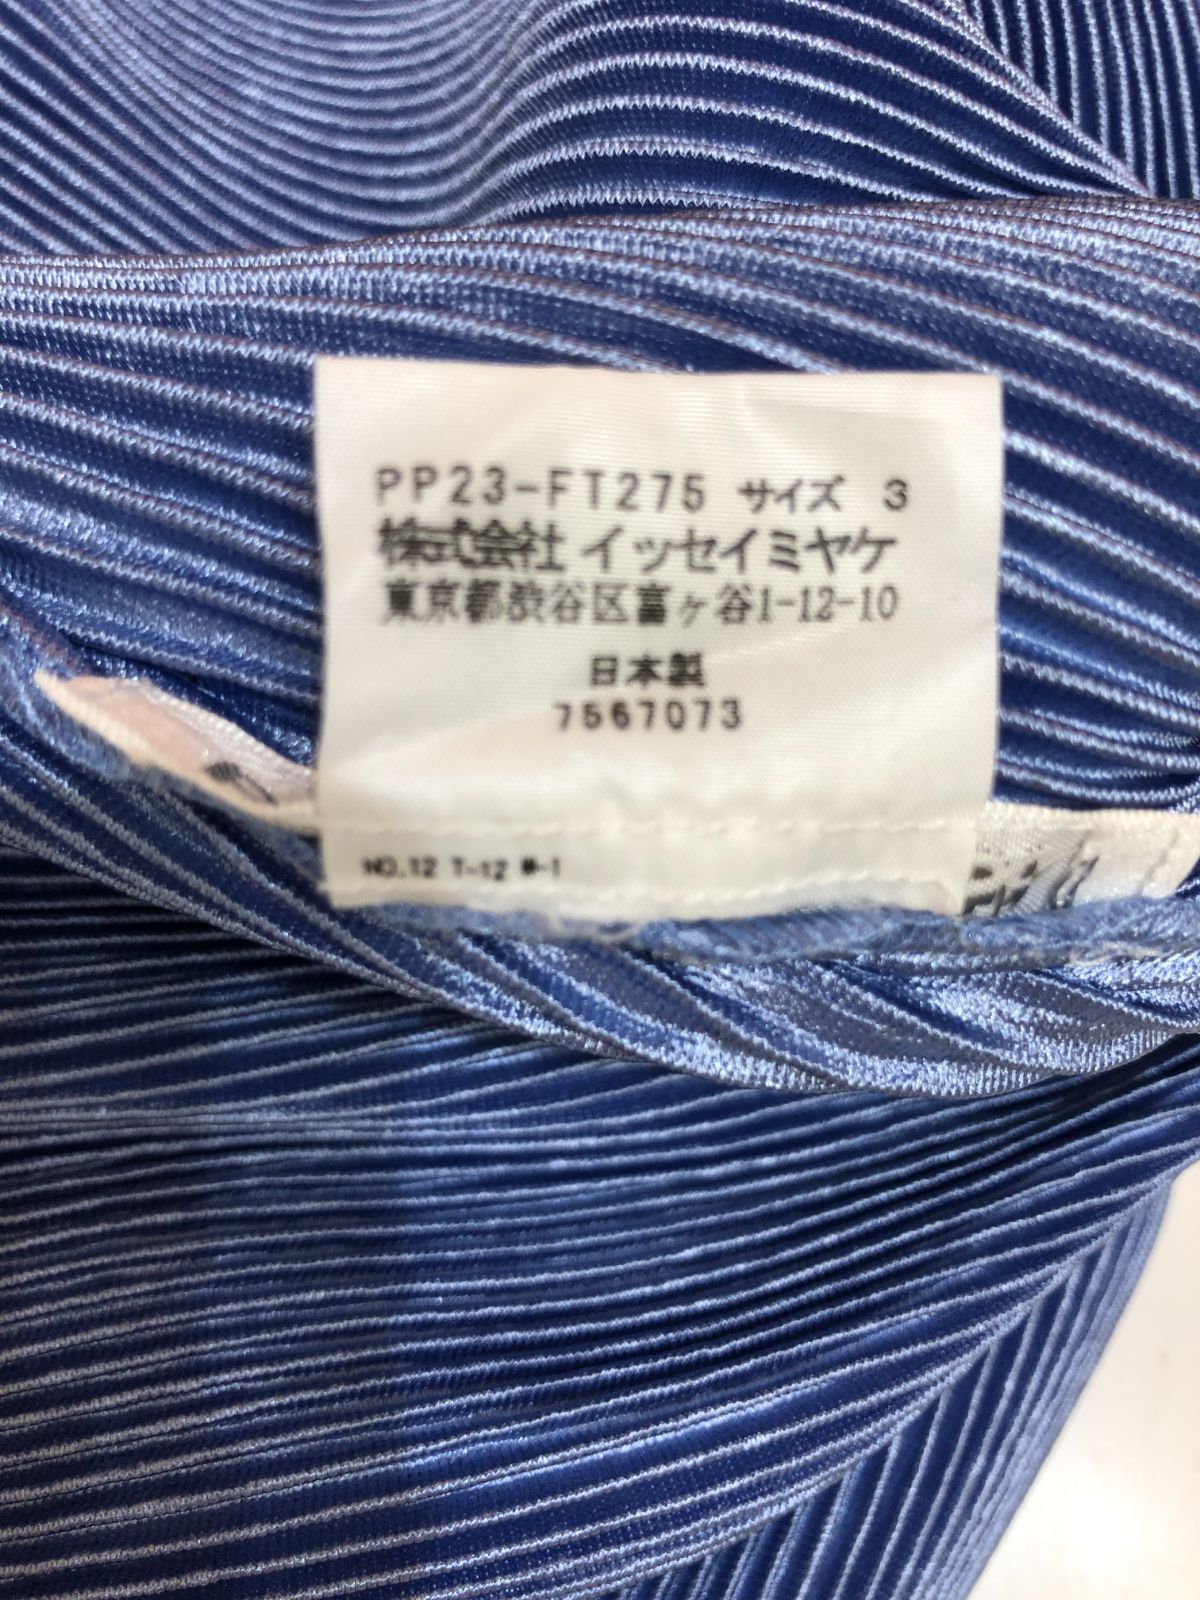 PP23-FT275 サイズ 3
株式会社 イッセイミヤケ
東京都渋谷区富ヶ谷1-12-10
日本製
7567073
NO.12 T-12